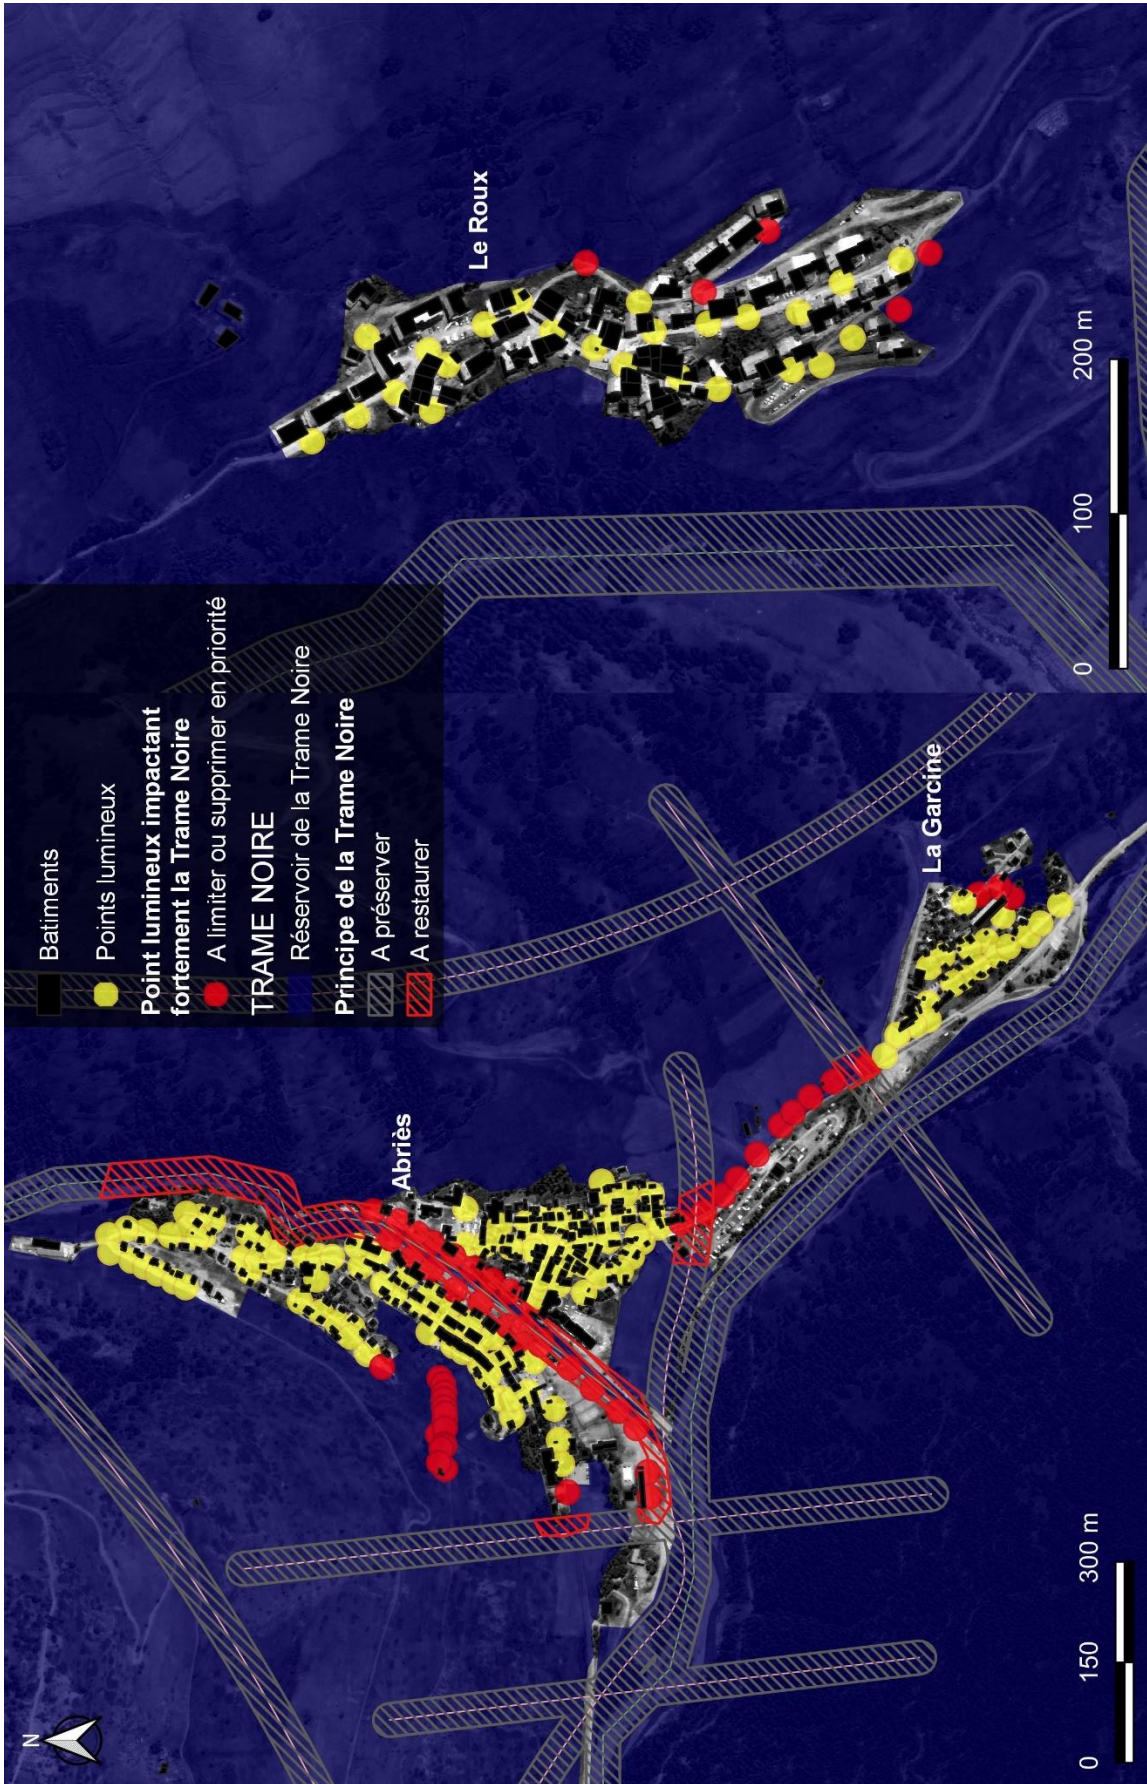 N
Batiments
Points lumineux
Point lumineux impactant
fortement la Trame Noire
A limiter ou supprimer en priorité
TRAME NOIRE
Réservoir de la Trame Noire
Principe de la Trame Noire
A préserver
A restaurer
Abriès
La Garcine
Le Roux
0 150 300 m
0 100 200 m